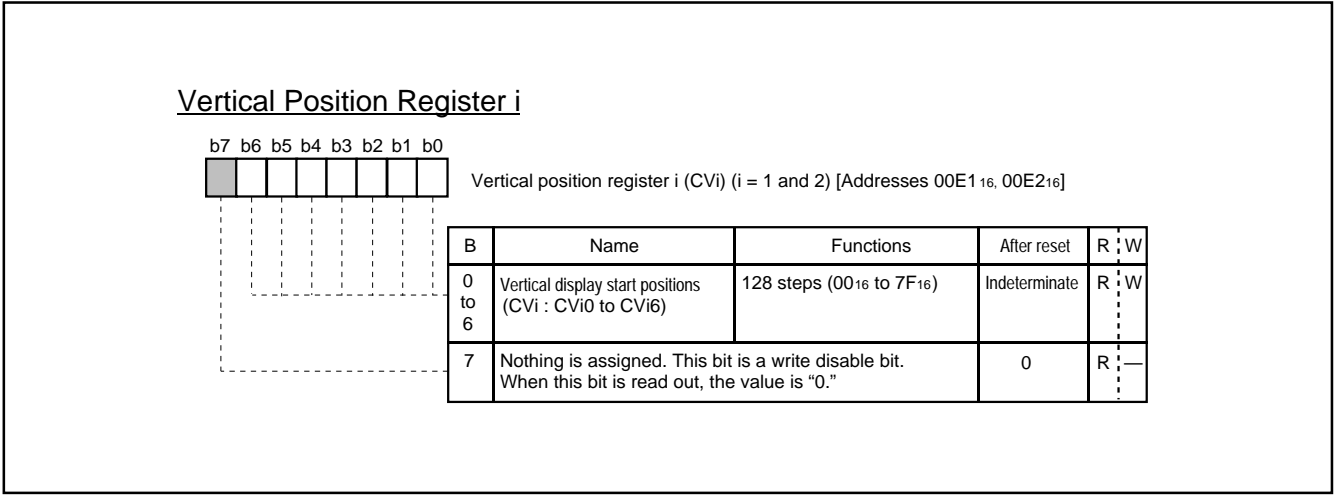 Vertical Position Register i
b7 b6 b5 b4 b3 b2 b1 b0
Vertical position register i (CVi) (i = 1 and 2) [Addresses 00E1 16, 00E216]
B Name Functions After reset R W
0 to 6 Vertical display start positions (CVi : CVi0 to CVi6) 128 steps (0016 to 7F16) Indeterminate R W
7 Nothing is assigned. This bit is a write disable bit. 0 R —
When this bit is read out, the value is “0.”